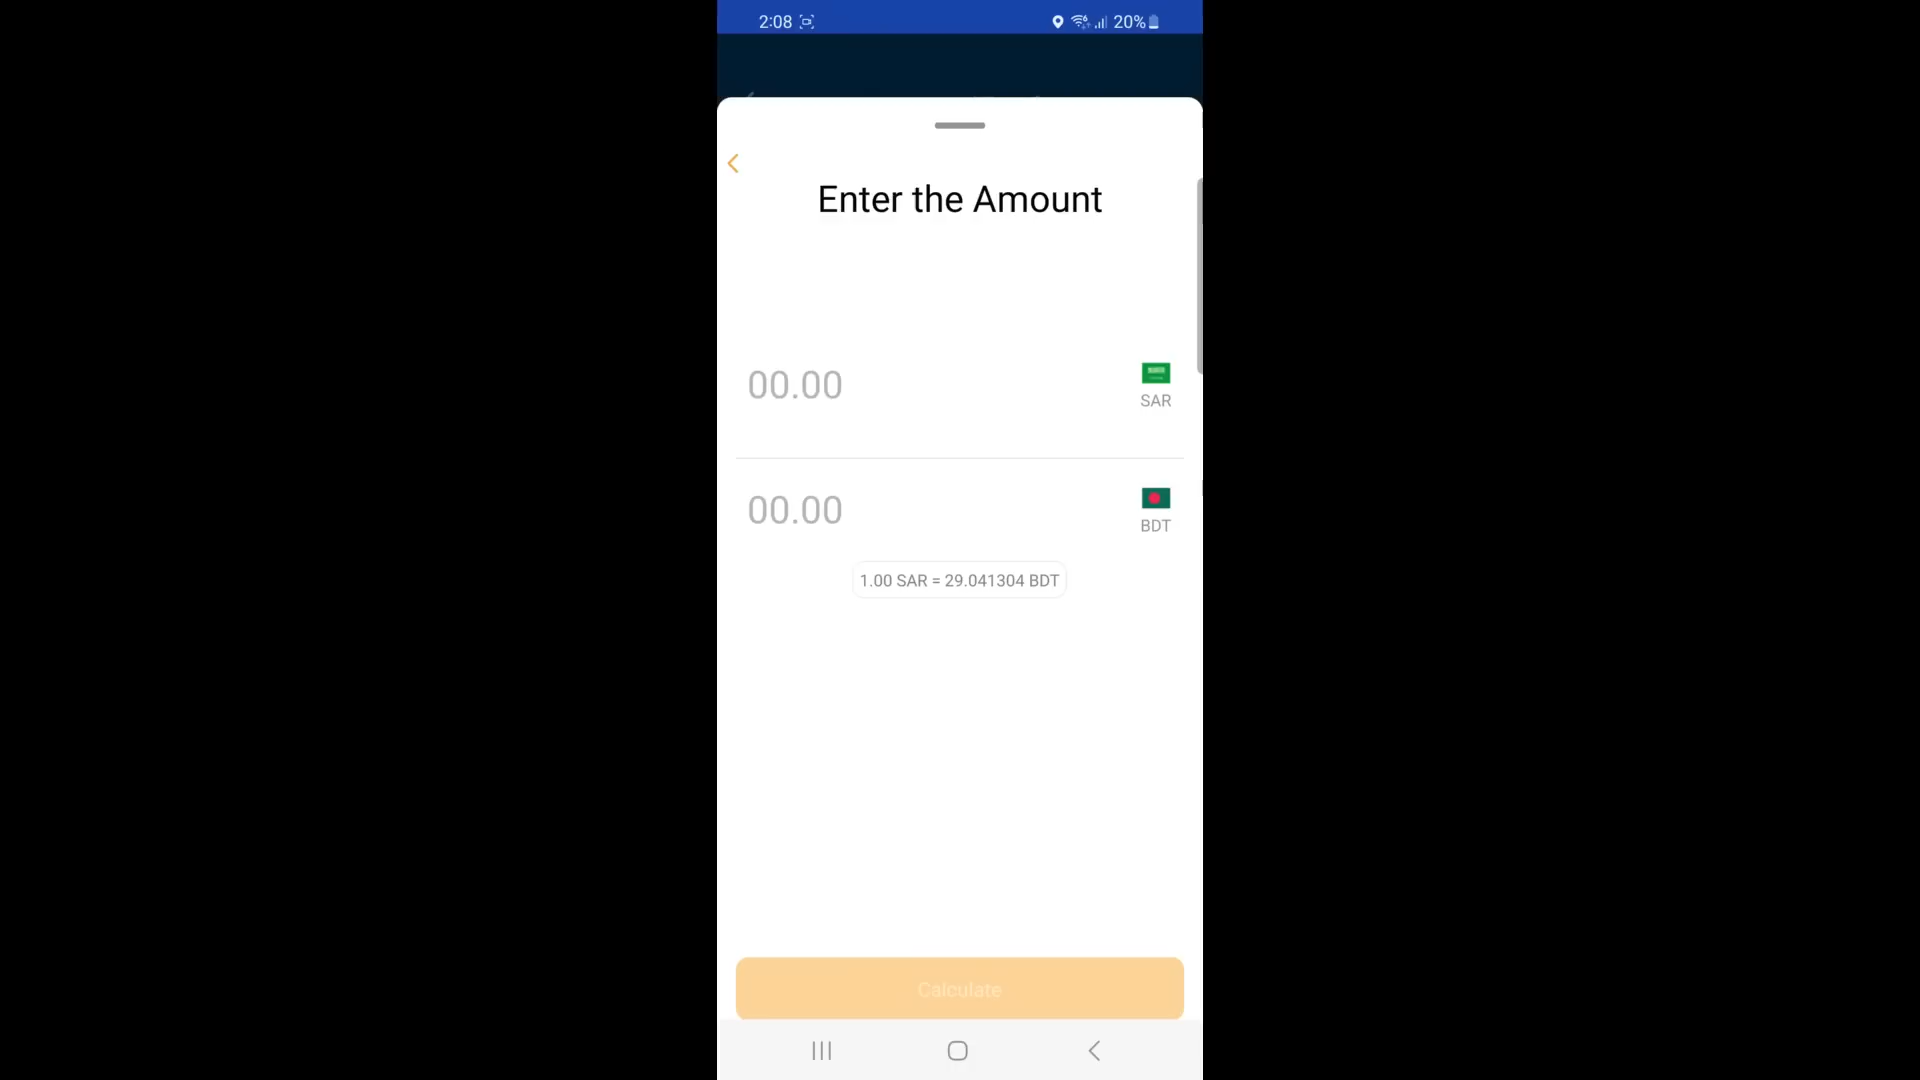 2:08
20%
Enter the Amount
00.00
SAR
00.00
BDT
1.00 SAR = 29.041304 BDT
Calculate